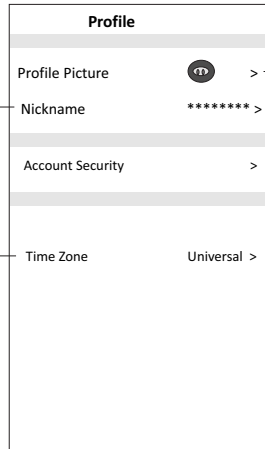 Profile
Profile Picture >
Nickname ******** >
Account Security >
Time Zone Universal >